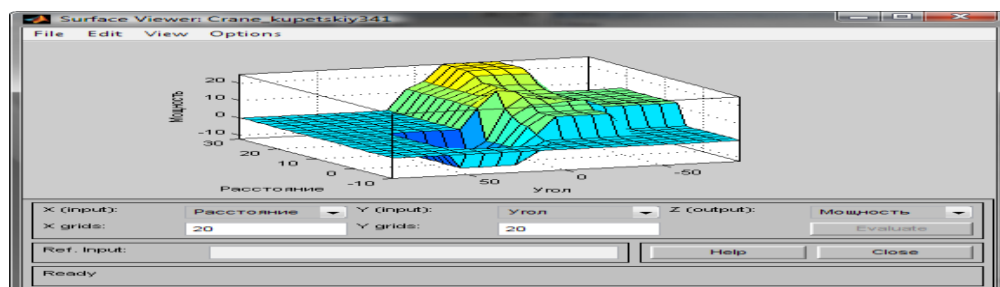 Surface Viewer: Crane_kupetskiy341
File Edit View Options
20
10
0
-10
Мощность
30
20
10
0
-10
Расстояние
50
0
-50
Угол
X (input): Расстояние Y (input): Угол Z (output): Мощность
X grids: 20 Y grids: 20 Evaluate
Ref. Input: Help Close
Ready